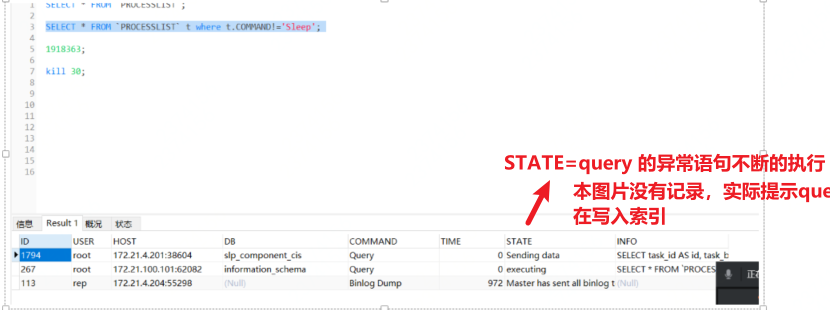 1 SELECT * FROM `PROCESSLIST`;
2
3 SELECT * FROM `PROCESSLIST` t where t.COMMAND!='Sleep';
4
5 1918363;
6
7 kill 30;
8
9
10
11
12
13
14
15
16
STATE=query 的异常语句不断的执行
本图片没有记录，实际提示que
在写入索引
信息 Result 1 概况 状态
ID USER HOST DB COMMAND TIME STATE INFO
1794 root 172.21.4.201:38604 slp_component_cis Query 0 Sending data SELECT task_id AS id, task_b
267 root 172.21.100.101:62082 information_schema Query 0 executing SELECT * FROM `PROCES
113 rep 172.21.4.204:55298 (Null) Binlog Dump 972 Master has sent all binlog t (Null)
正在